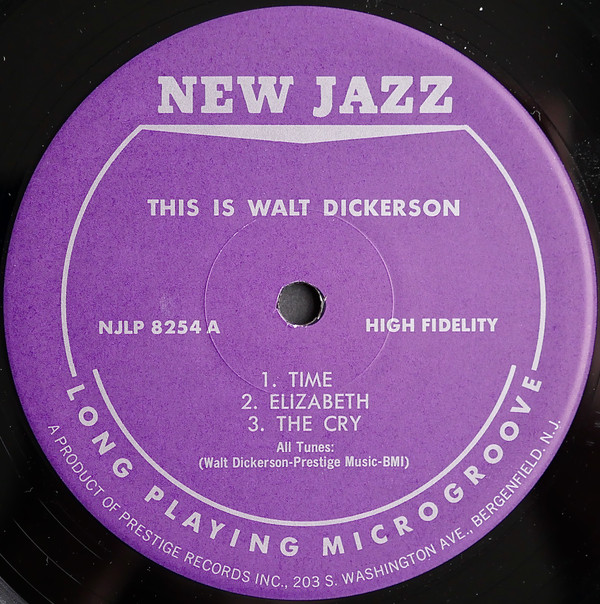 NEW JAZZ
THIS IS WALT DICKERSON
NJLP 8254 A
HIGH FIDELITY
1. TIME
2. ELIZABETH
3. THE CRY
All Tunes:
(Walt Dickerson-Prestige Music-BMI)
LONG PLAYING MICROGROOVE
A PRODUCT OF PRESTIGE RECORDS INC., 203 S. WASHINGTON AVE., BERGENFIELD, N.J.